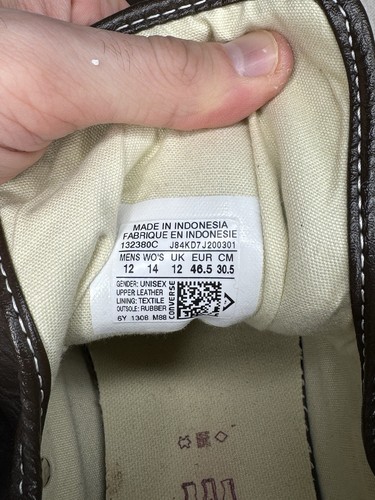 MADE IN INDONESIA
FABRIQUE EN INDONESIE
132380C J84KD7J200301
MENS WO'S UK EUR CM
12 14 12 46.5 30.5
GENDER: UNISEX
UPPER: LEATHER
LINING: TEXTILE
OUTSOLE: RUBBER
6Y 1308 M88
CONVERSE